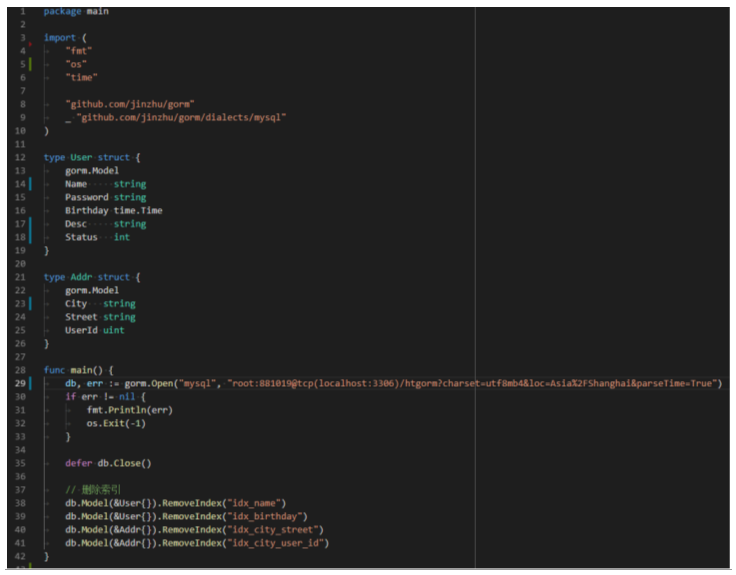 1 package main
2
3 import (
4 "fmt"
5 "os"
6 "time"
7
8 "github.com/jinzhu/gorm"
9 _ "github.com/jinzhu/gorm/dialects/mysql"
10 )
11
12 type User struct {
13 gorm.Model
14 Name string
15 Password string
16 Birthday time.Time
17 Desc string
18 Status int
19 }
20
21 type Addr struct {
22 gorm.Model
23 City string
24 Street string
25 UserId uint
26 }
27
28 func main() {
29 db, err := gorm.Open("mysql", "root:881019@tcp(localhost:3306)/htgorm?charset=utf8mb4&loc=Asia%2FShanghai&parseTime=True")
30 if err != nil {
31 fmt.Println(err)
32 os.Exit(-1)
33 }
34
35 defer db.Close()
36
37 // 删除索引
38 db.Model(&User{}).RemoveIndex("idx_name")
39 db.Model(&User{}).RemoveIndex("idx_birthday")
40 db.Model(&Addr{}).RemoveIndex("idx_city_street")
41 db.Model(&Addr{}).RemoveIndex("idx_city_user_id")
42 }